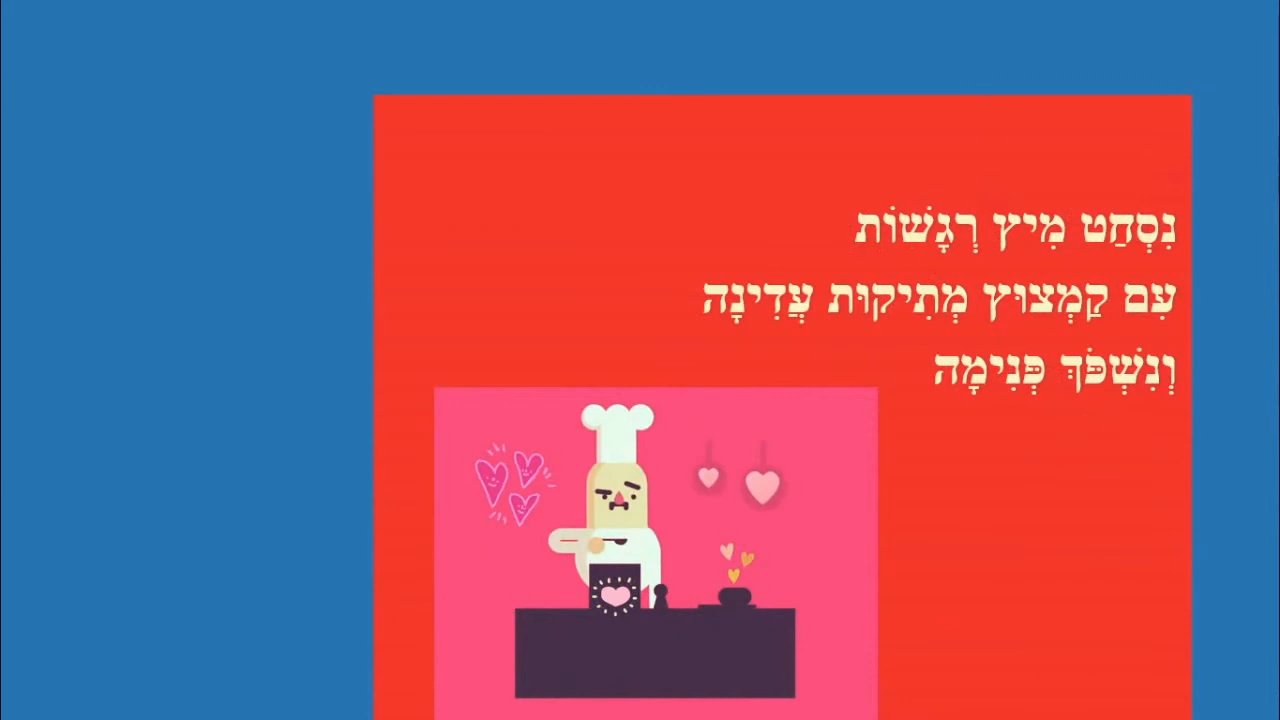 נִסְחַט מִיץ רְגָשׁוֹת
עִם קַמְצוּץ מְתִיקוּת עֲדִינָה
וְנִשְׁפֹּךְ פְּנִימָה